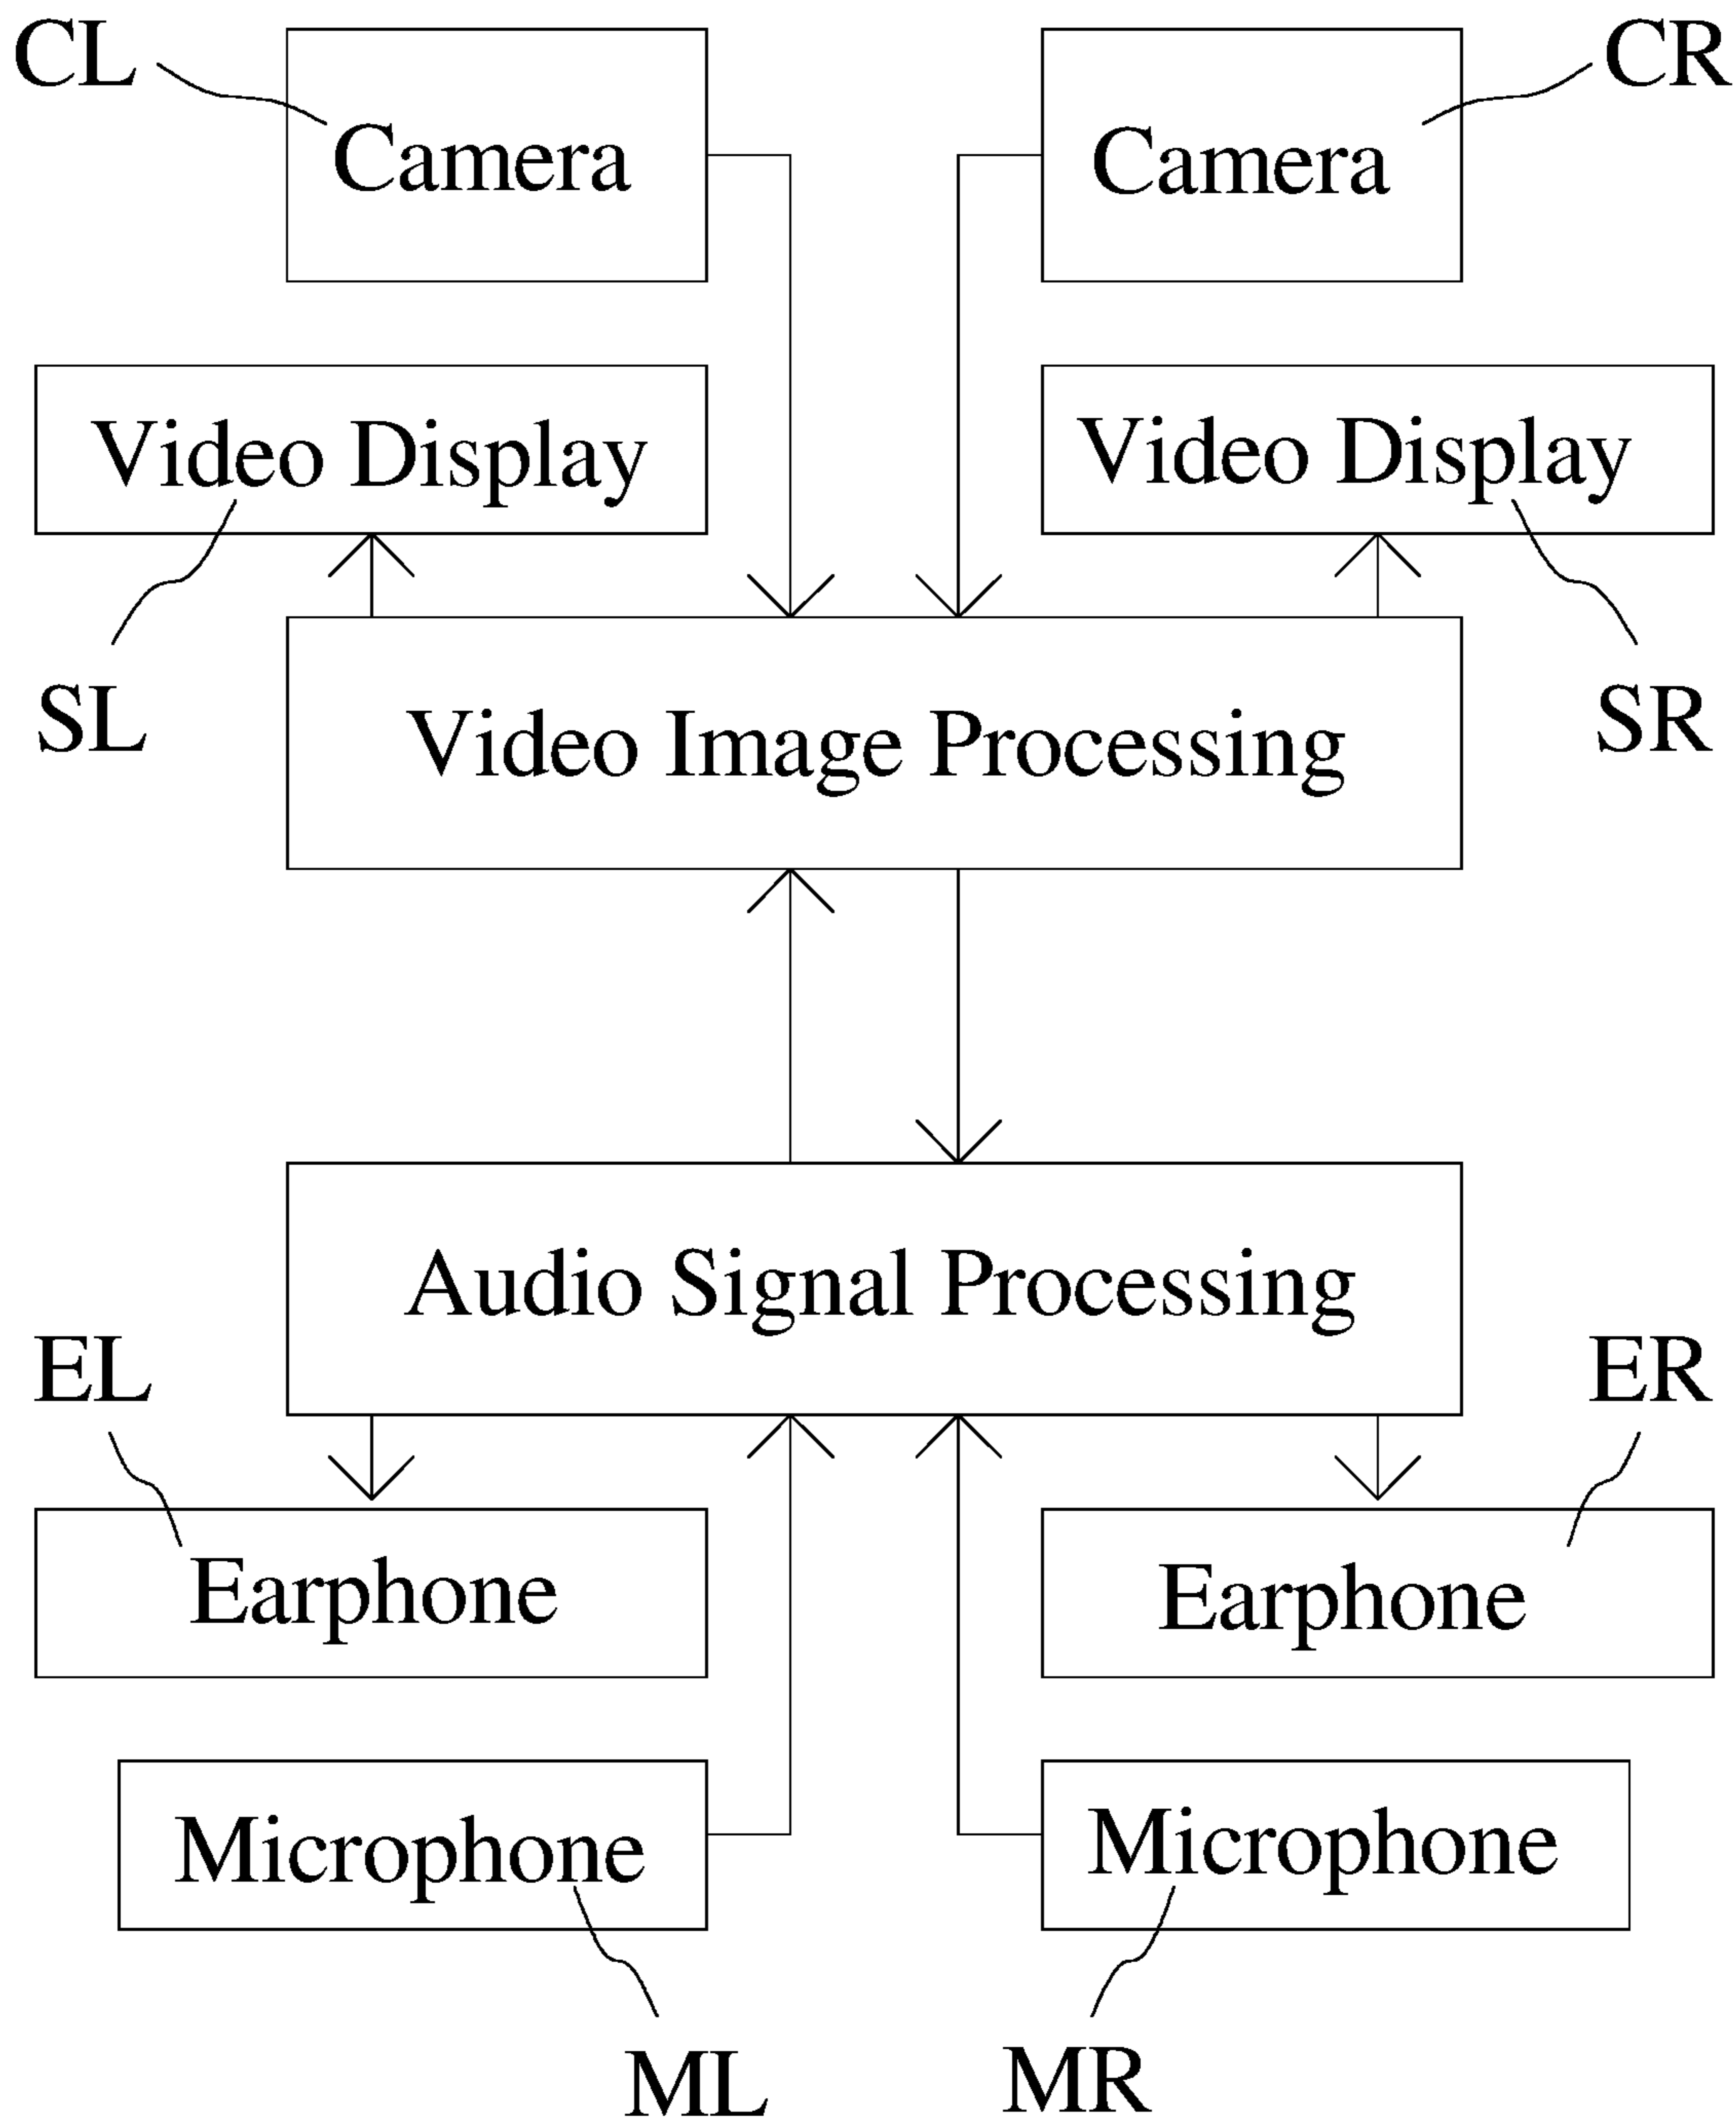 CL
CR
Camera
Camera
Video Display
Video Display
SL
SR
Video Image Processing
Audio Signal Processing
EL
ER
Earphone
Earphone
Microphone
Microphone
ML
MR